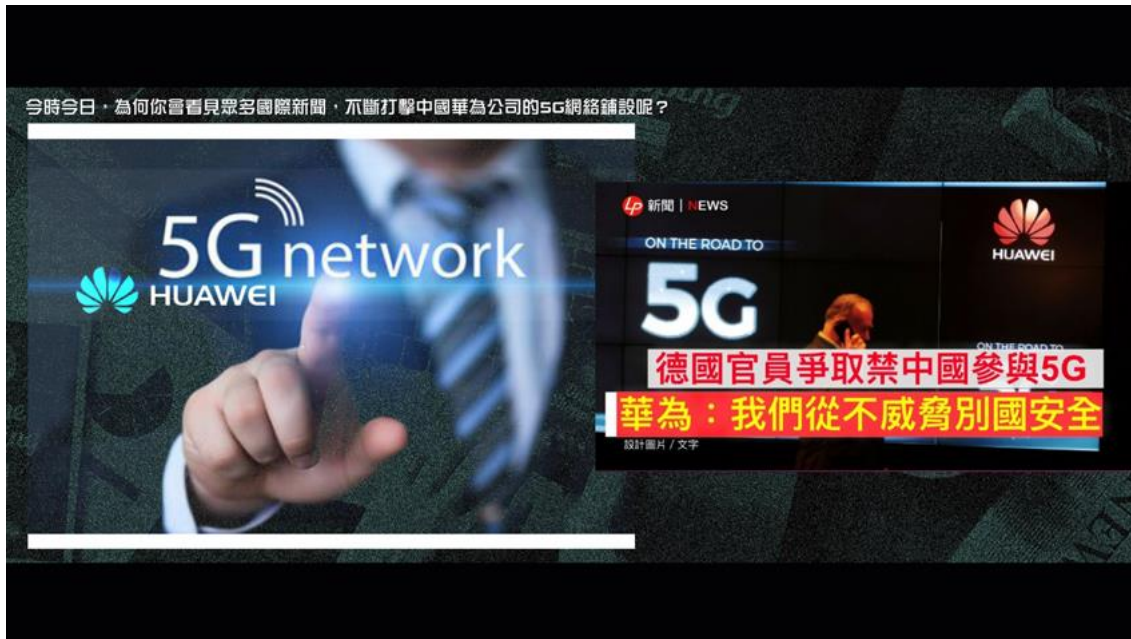 今時今日，為何你會看見眾多國際新聞，不斷打擊中國華為公司的5G網絡鋪設呢？
5G network
HUAWEI
LP 新聞 | NEWS
ON THE ROAD TO
5G
HUAWEI
ON THE ROAD TO
德國官員爭取禁中國參與5G
華為：我們從不威脅別國安全
設計圖片 / 文字
NEW